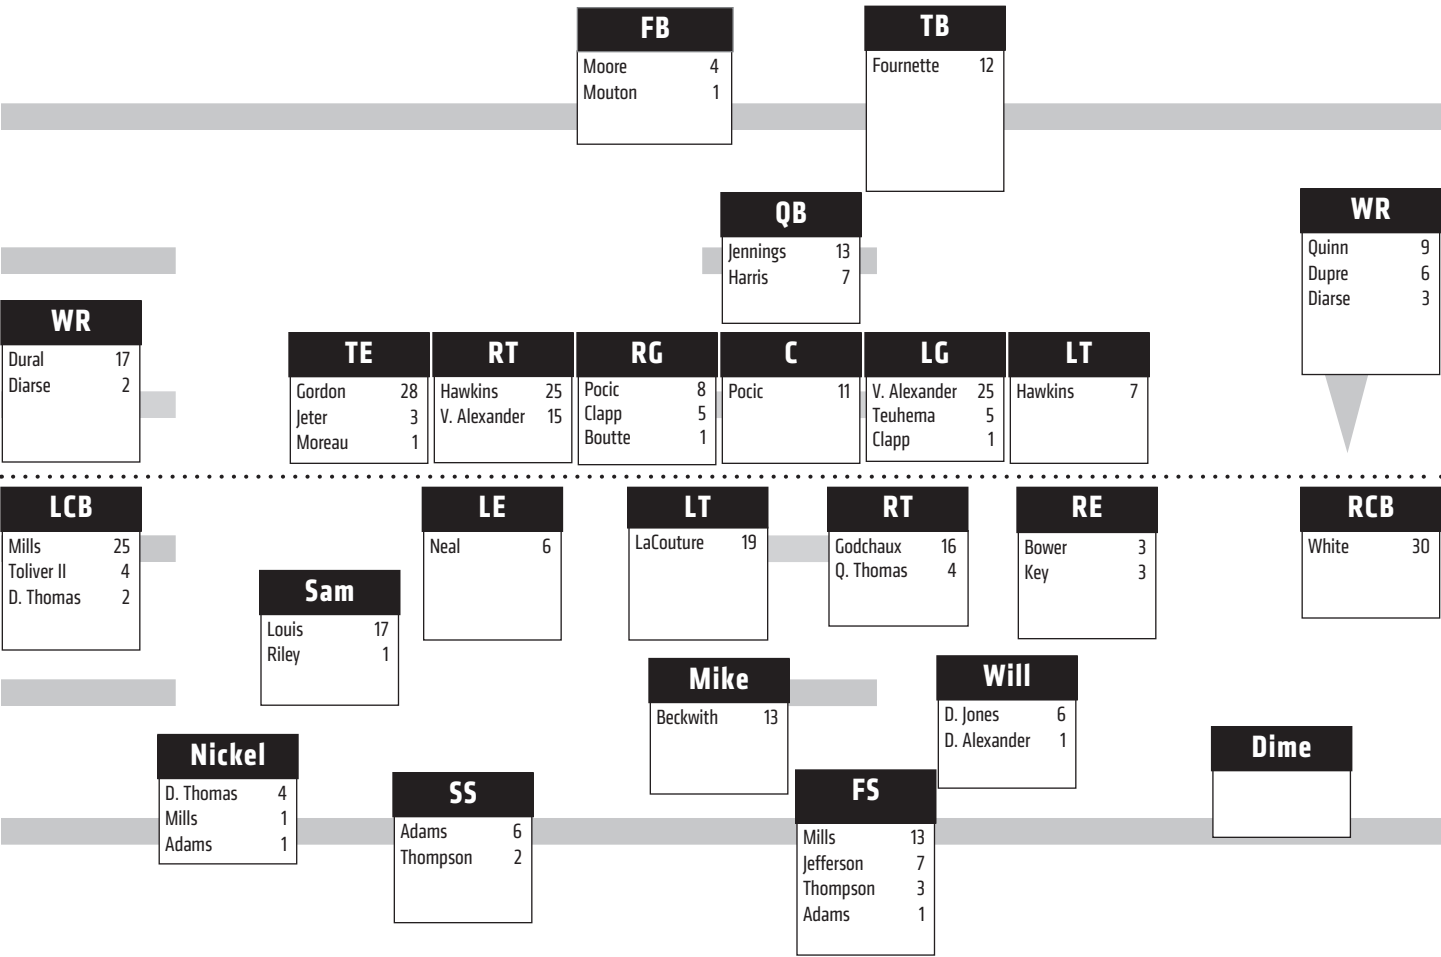 FB
Moore 4
Mouton 1
TB
Fournette 12
QB
Jennings 13
Harris 7
WR
Quinn 9
Dupre 6
Diarse 3
WR
Dural 17
Diarse 2
TE
Gordon 28
Jeter 3
Moreau 1
RT
Hawkins 25
V. Alexander 15
RG
Pocic 8
Clapp 5
Boutte 1
C
Pocic 11
LG
V. Alexander 25
Teuhema 5
Clapp 1
LT
Hawkins 7
LCB
Mills 25
Toliver II 4
D. Thomas 2
Sam
Louis 17
Riley 1
LE
Neal 6
LT
LaCouture 19
RT
Godchaux 16
Q. Thomas 4
RE
Bower 3
Key 3
RCB
White 30
Mike
Beckwith 13
Will
D. Jones 6
D. Alexander 1
Nickel
D. Thomas 4
Mills 1
Adams 1
SS
Adams 6
Thompson 2
FS
Mills 13
Jefferson 7
Thompson 3
Adams 1
Dime